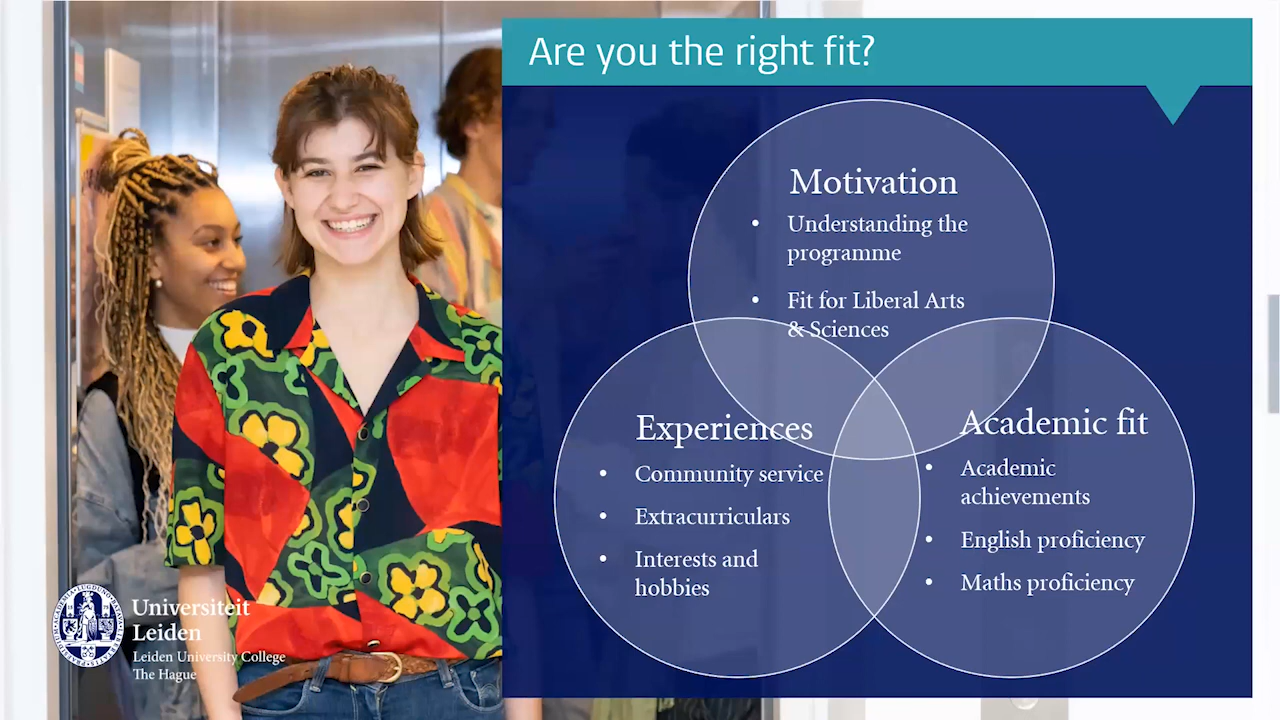 Are you the right fit?
Motivation
• Understanding the
programme
• Fit for Liberal Arts
& Sciences
Experiences
• Community service
• Extracurriculars
• Interests and
hobbies
Academic fit
• Academic
achievements
• English proficiency
• Maths proficiency
Universiteit
Leiden
Leiden University College
The Hague